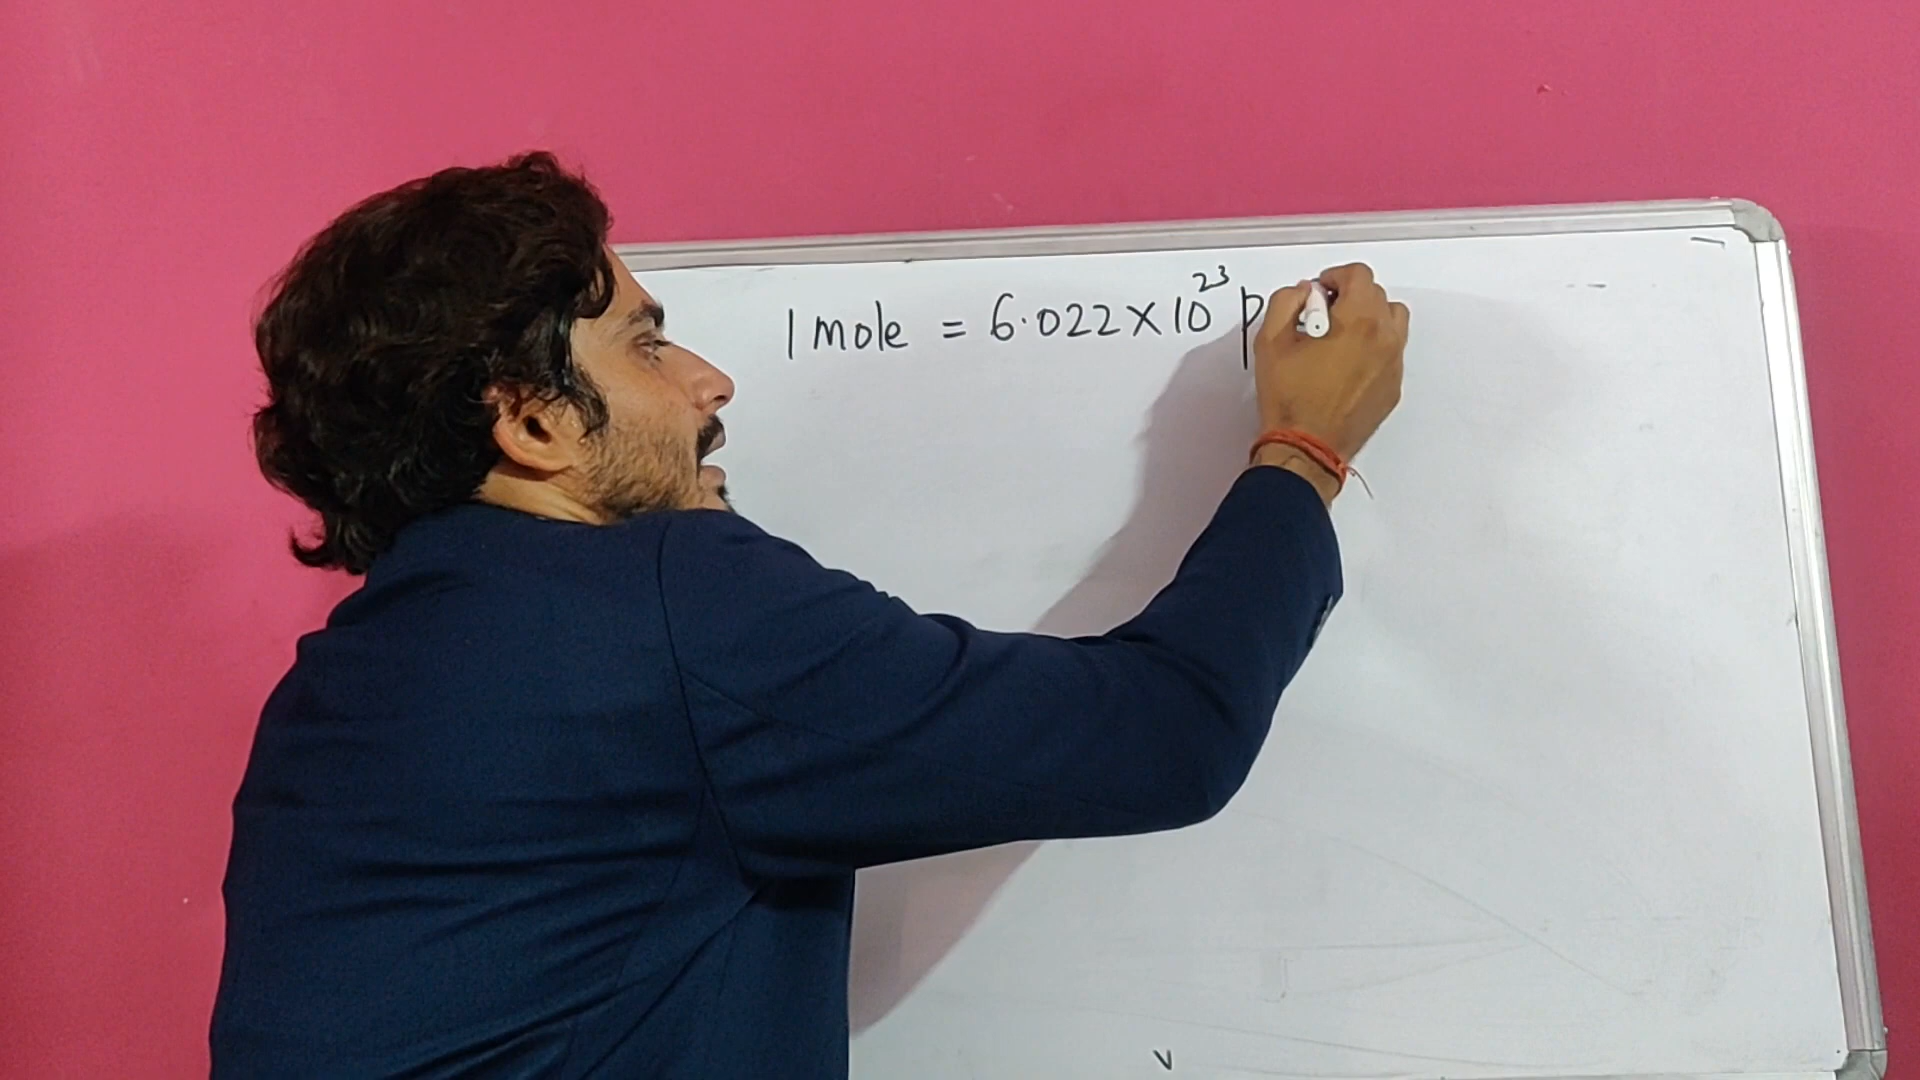 1 mole = 6.022 × 10²³ p